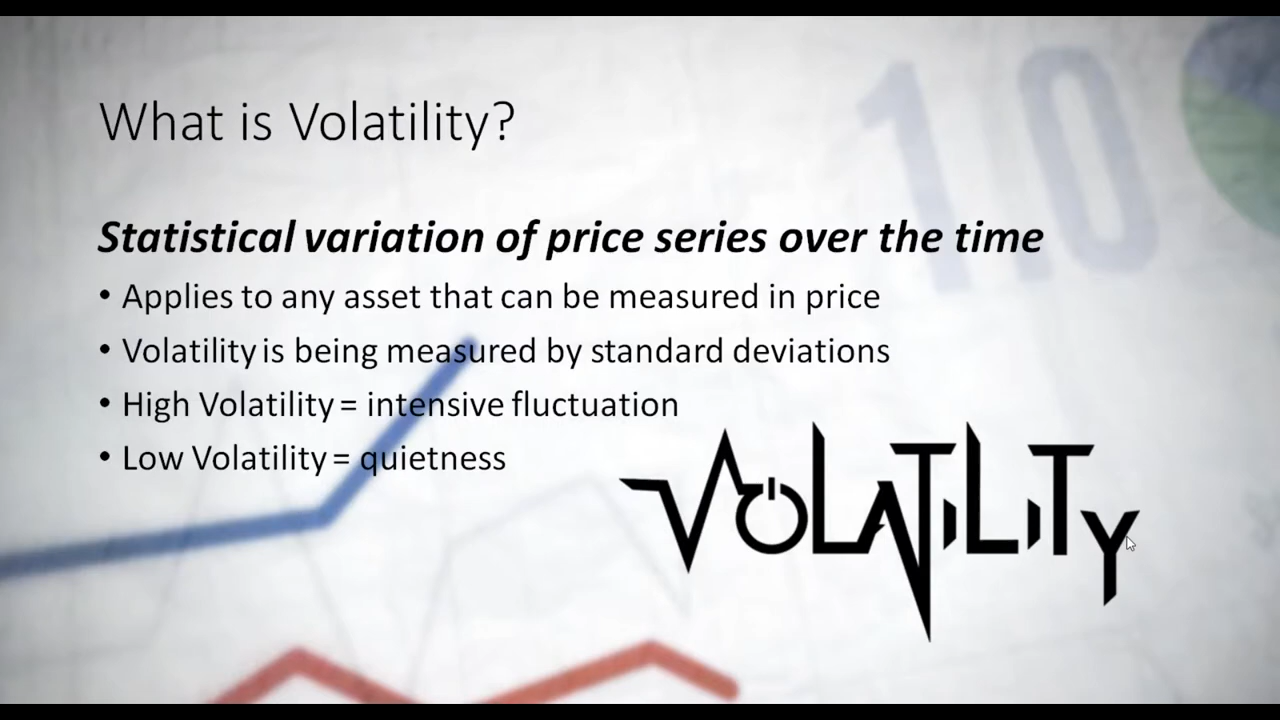 What is Volatility?
Statistical variation of price series over the time
• Applies to any asset that can be measured in price
• Volatility is being measured by standard deviations
• High Volatility = intensive fluctuation
• Low Volatility = quietness
VOLATILITY
10